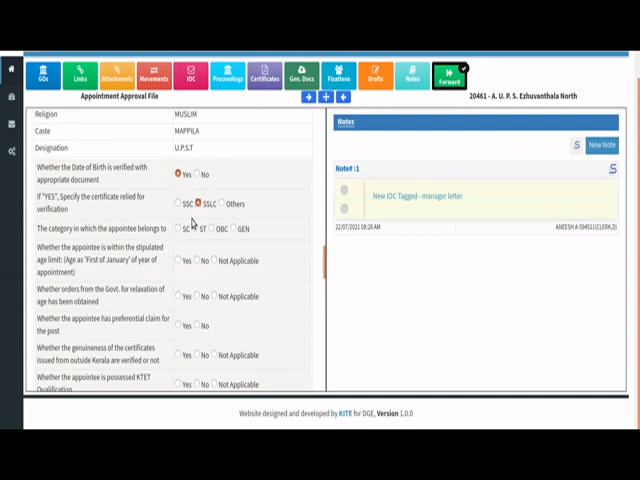 GOs Links Attachments Movements IOC Proceedings Certificates Gen. Docs Fixations Drafts Notes Forward
Appointment Approval File
20461 - A. U. P. S. Ezhuvanthala North
Religion MUSLIM
Caste MAPPILA
Designation U.P.S.T
Whether the Date of Birth is verified with
appropriate document
Yes No
If "YES", Specify the certificate relied for
verification
SSC SSLC Others
The category in which the appointee belongs to
SC ST OBC GEN
Whether the appointee is within the stipulated
age limit: (Age as 'First of January' of year of
appointment)
Yes No Not Applicable
Whether orders from the Govt. for relaxation of
age has been obtained
Yes No Not Applicable
Whether the appointee has preferential claim for
the post
Yes No
Whether the genuineness of the certificates
issued from outside Kerala are verified or not
Yes No Not Applicable
Whether the appointee is possessed KTET
Qualification
Yes No Not Applicable
Notes
New Note
Note# :1
New IOC Tagged - manager letter
22/07/2021 08:28 AM
Website designed and developed by KITE for DGE, Version 1.0.0